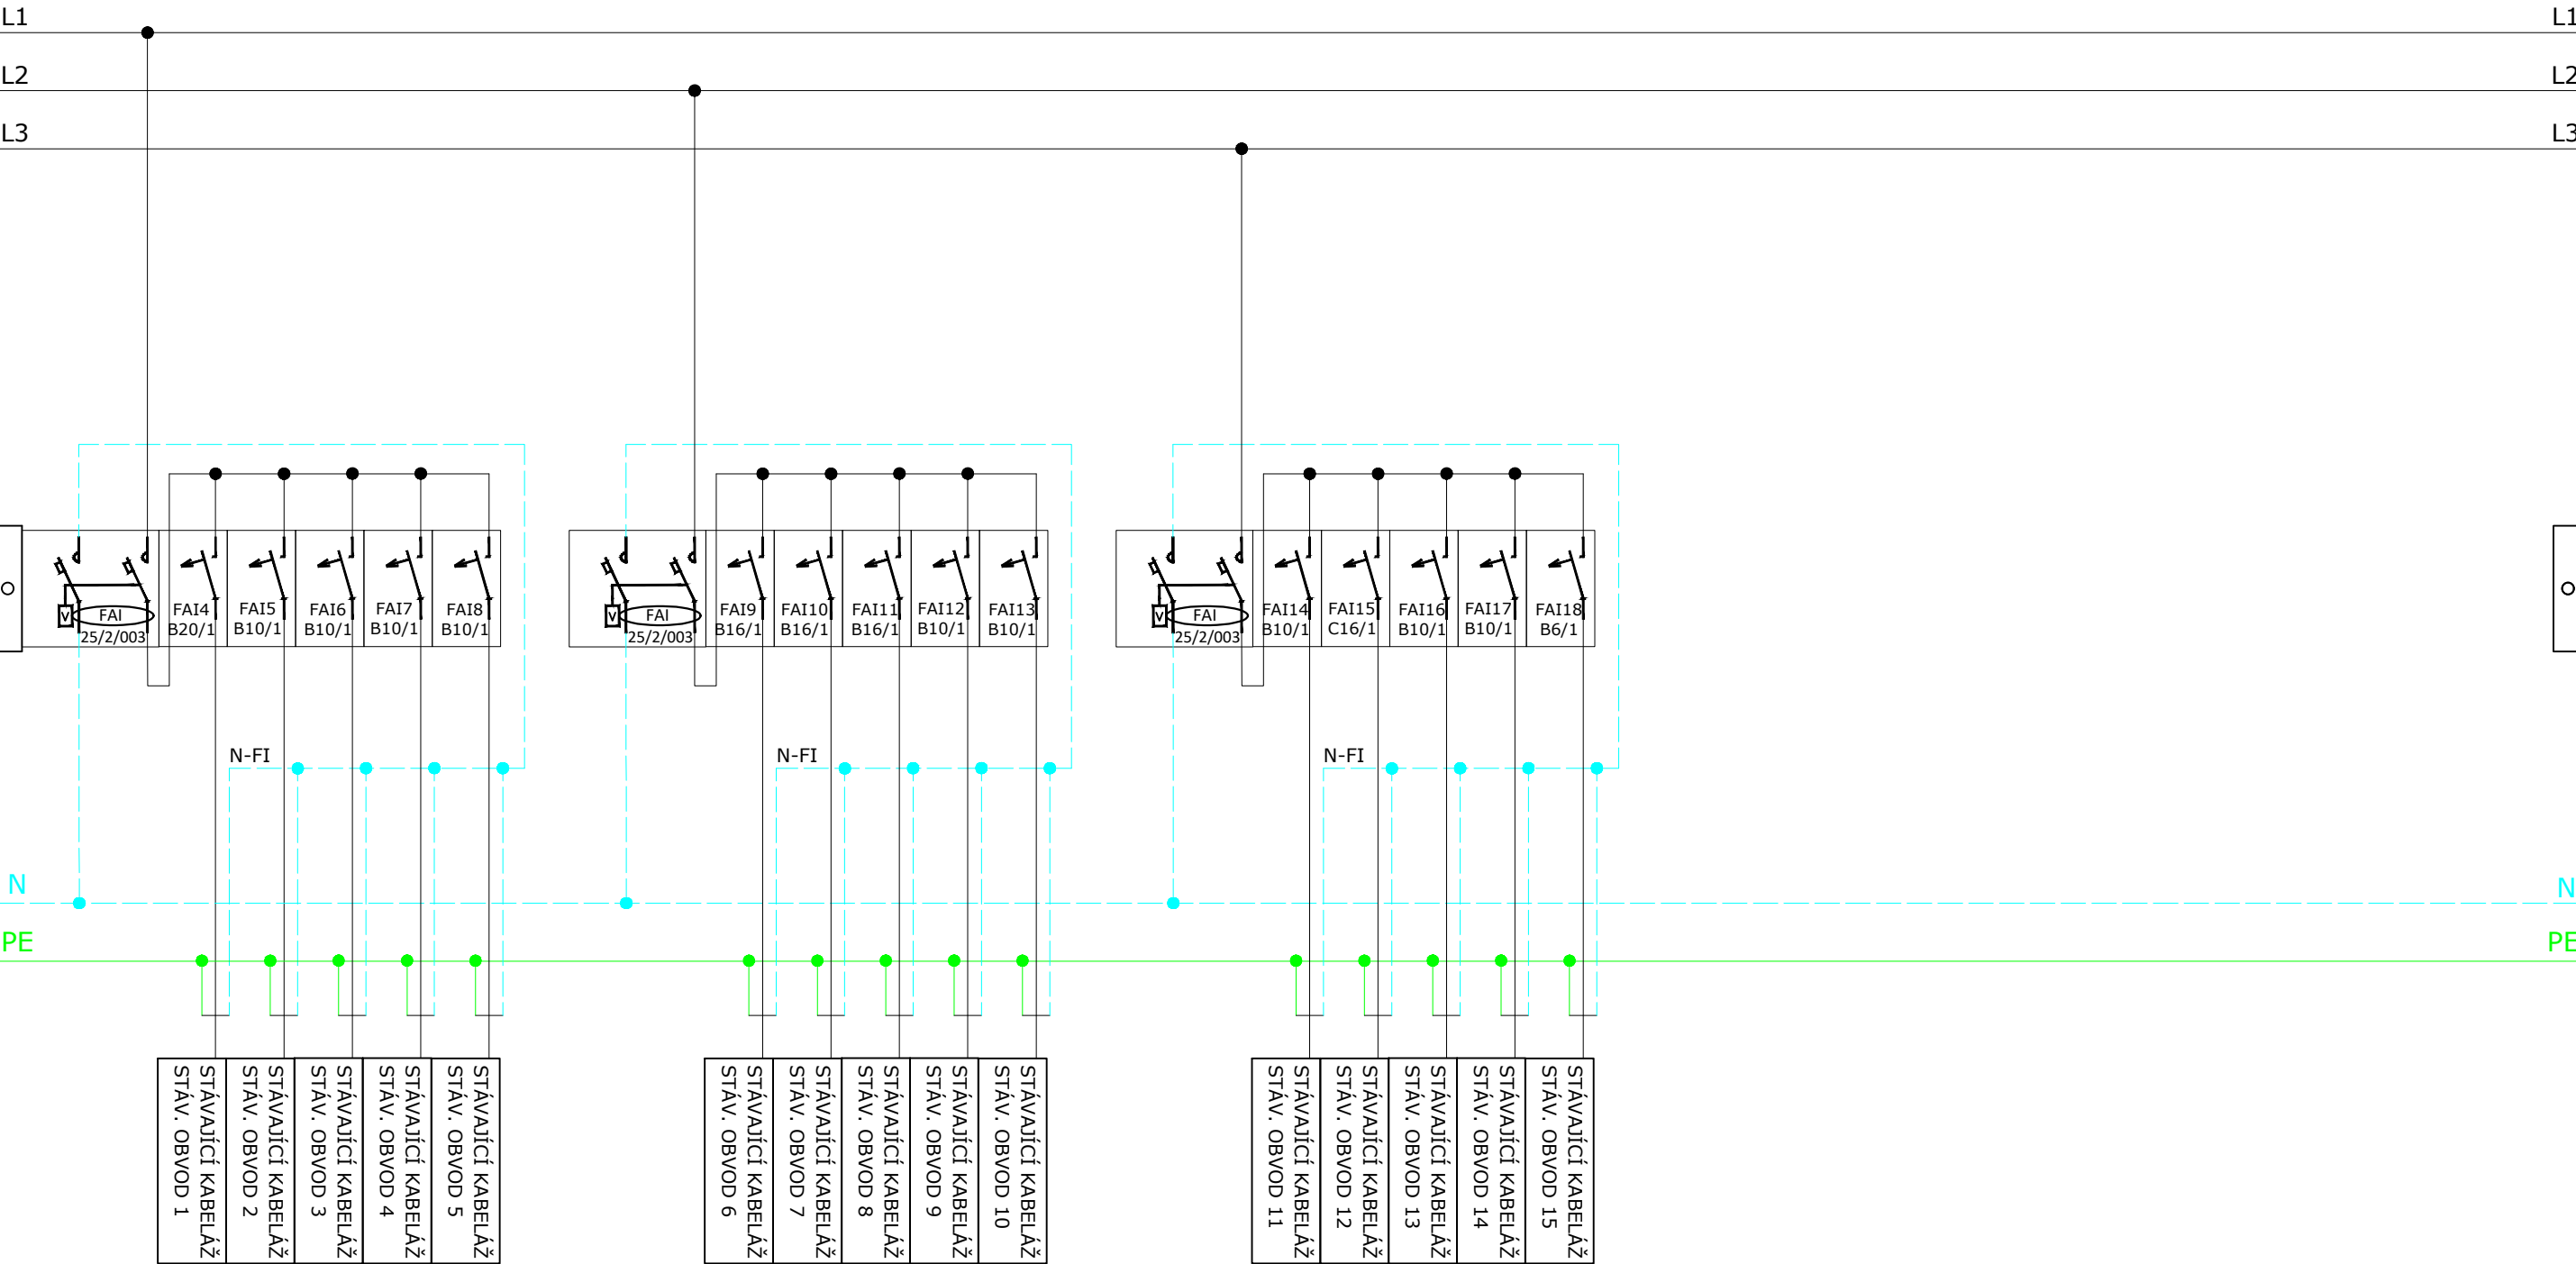 L1
L1
L2
L2
L3
L3
V
FAI
25/2/003
FAI4
B20/1
FAI5
B10/1
FAI6
B10/1
FAI7
B10/1
FAI8
B10/1
V
FAI
25/2/003
FAI9
B16/1
FAI10
B16/1
FAI11
B16/1
FAI12
B10/1
FAI13
B10/1
V
FAI
25/2/003
FAI14
B10/1
FAI15
C16/1
FAI16
B10/1
FAI17
B10/1
FAI18
B6/1
N-FI
N-FI
N-FI
N
N
PE
PE
STÁVAJÍCÍ KABELÁŽ
STÁV. OBVOD 1
STÁVAJÍCÍ KABELÁŽ
STÁV. OBVOD 2
STÁVAJÍCÍ KABELÁŽ
STÁV. OBVOD 3
STÁVAJÍCÍ KABELÁŽ
STÁV. OBVOD 4
STÁVAJÍCÍ KABELÁŽ
STÁV. OBVOD 5
STÁVAJÍCÍ KABELÁŽ
STÁV. OBVOD 6
STÁVAJÍCÍ KABELÁŽ
STÁV. OBVOD 7
STÁVAJÍCÍ KABELÁŽ
STÁV. OBVOD 8
STÁVAJÍCÍ KABELÁŽ
STÁV. OBVOD 9
STÁVAJÍCÍ KABELÁŽ
STÁV. OBVOD 10
STÁVAJÍCÍ KABELÁŽ
STÁV. OBVOD 11
STÁVAJÍCÍ KABELÁŽ
STÁV. OBVOD 12
STÁVAJÍCÍ KABELÁŽ
STÁV. OBVOD 13
STÁVAJÍCÍ KABELÁŽ
STÁV. OBVOD 14
STÁVAJÍCÍ KABELÁŽ
STÁV. OBVOD 15